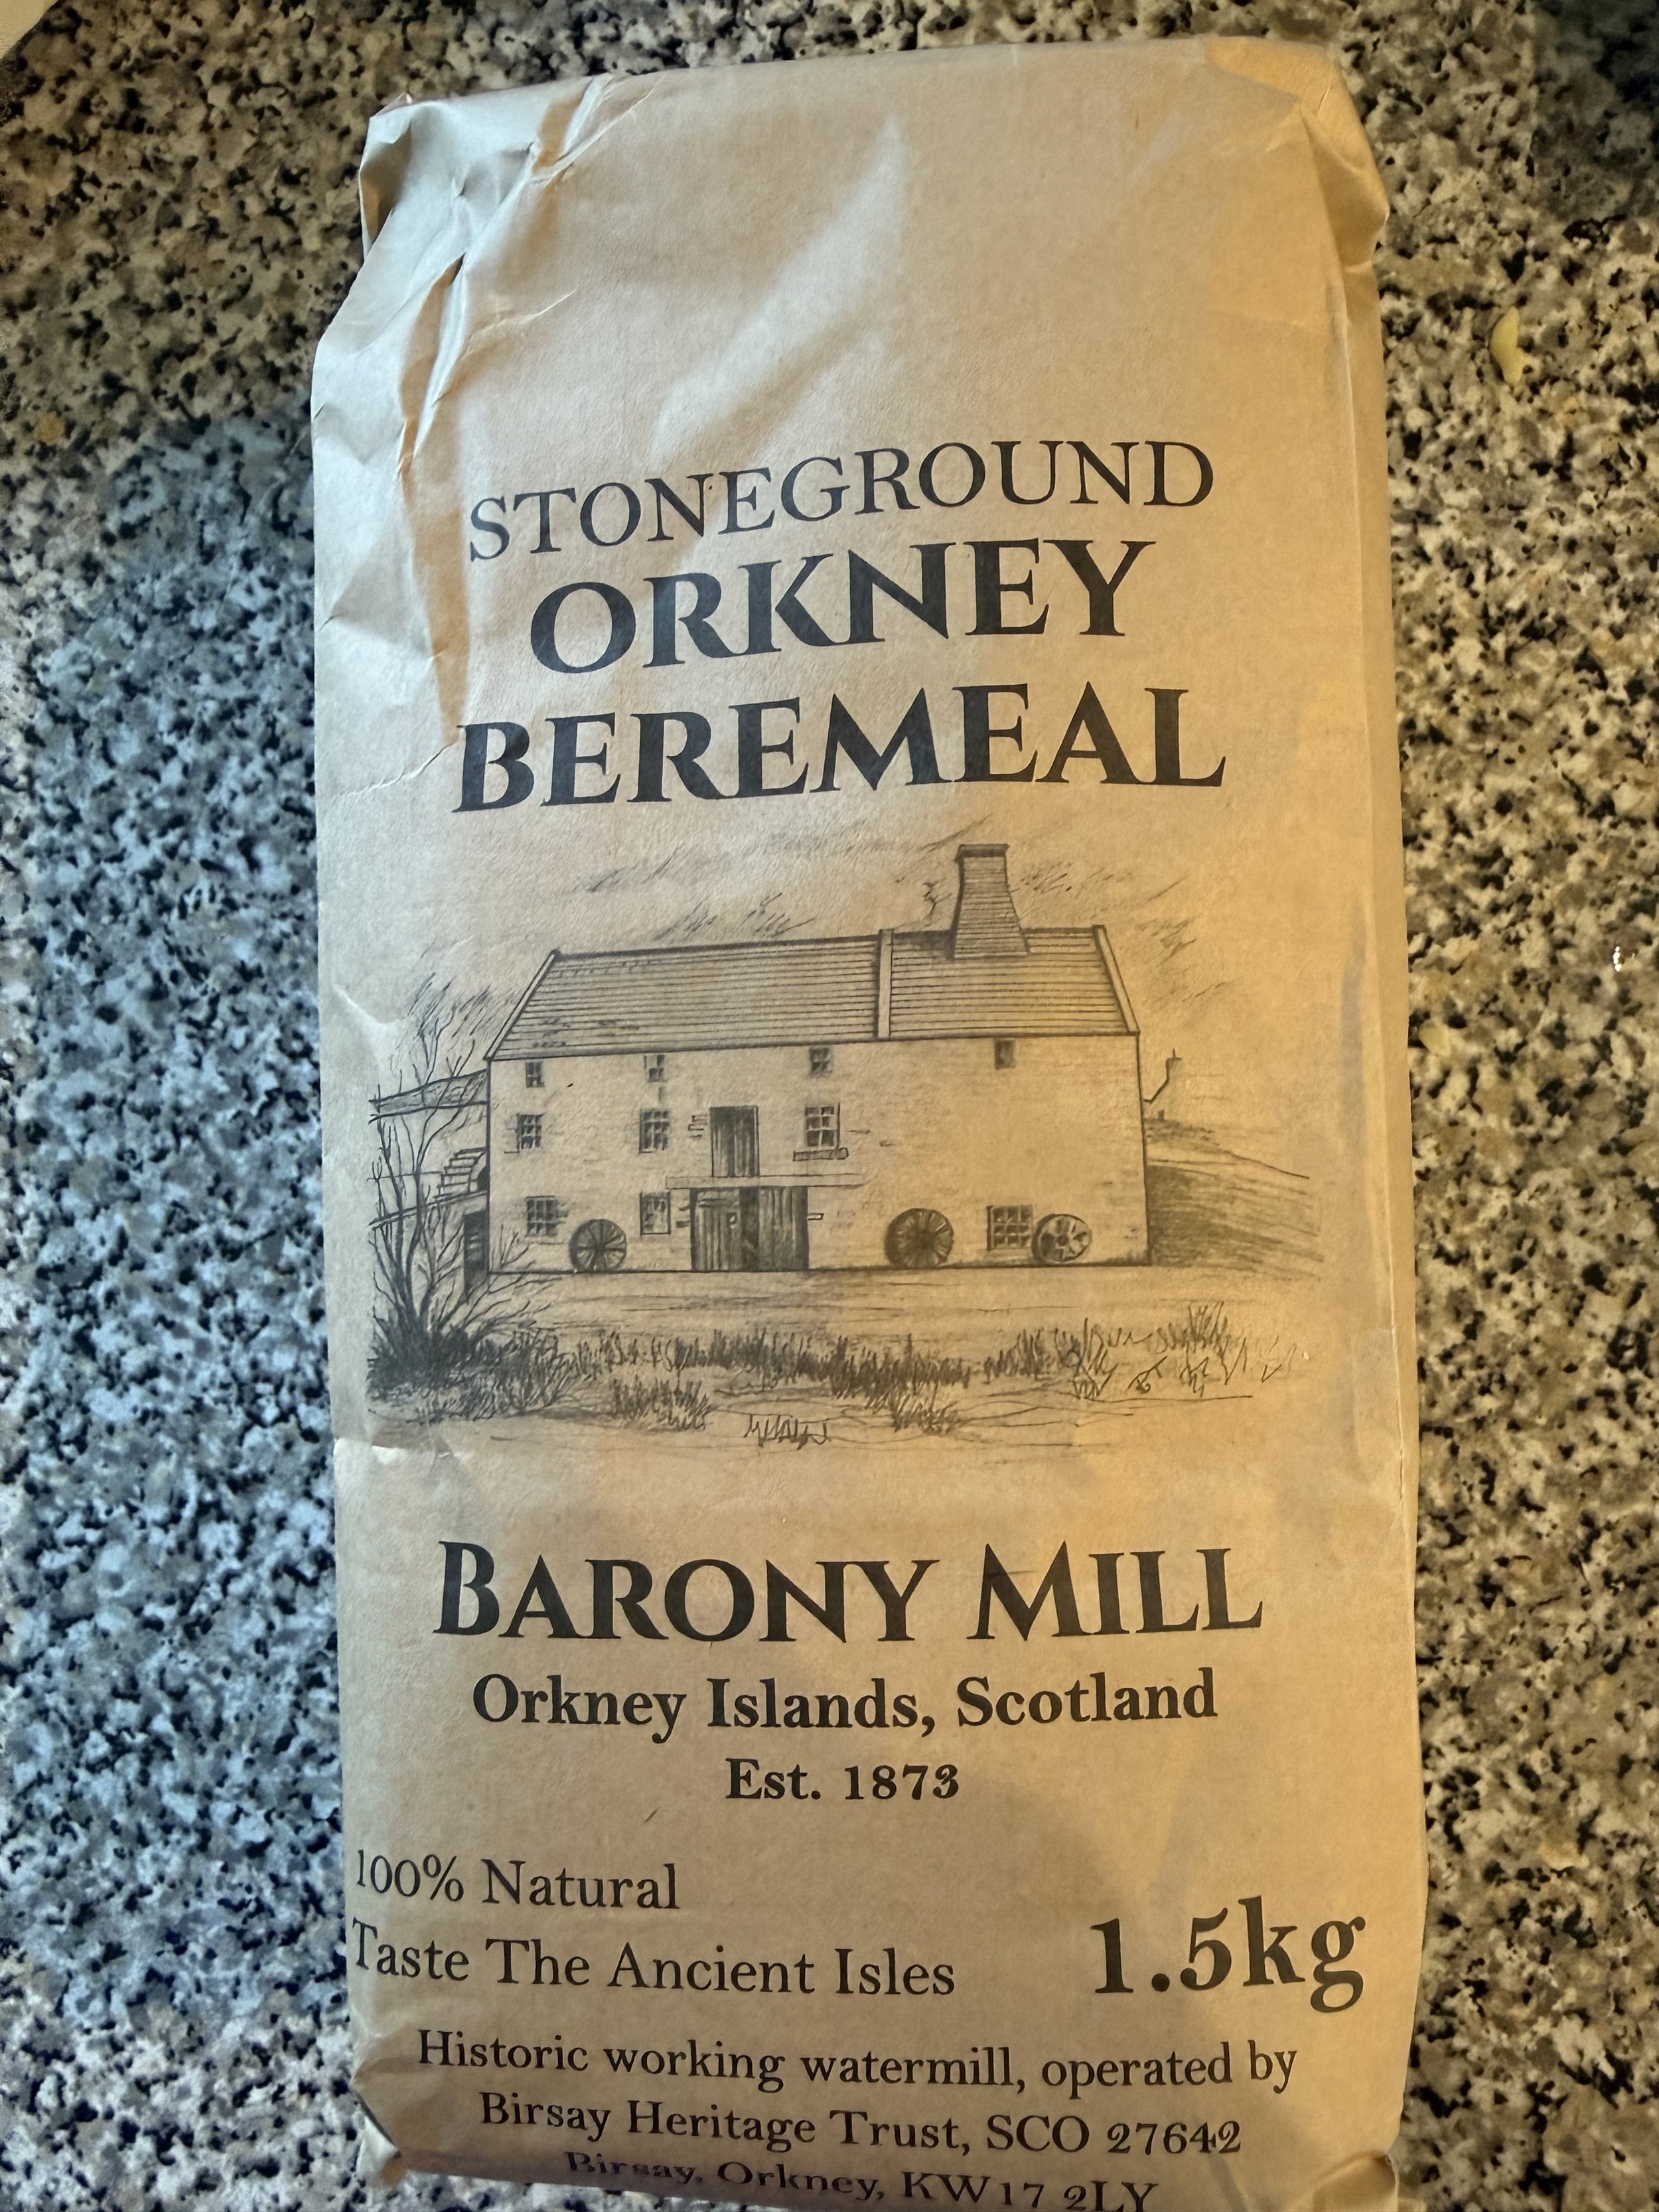 STONEGROUND
ORKNEY
BEREMEAL
BARONY MILL
Orkney Islands, Scotland
Est. 1873
100% Natural
Taste The Ancient Isles
1.5kg
Historic working watermill, operated by
Birsay Heritage Trust, SCO 27642
Birsay, Orkney, KW17 2LY